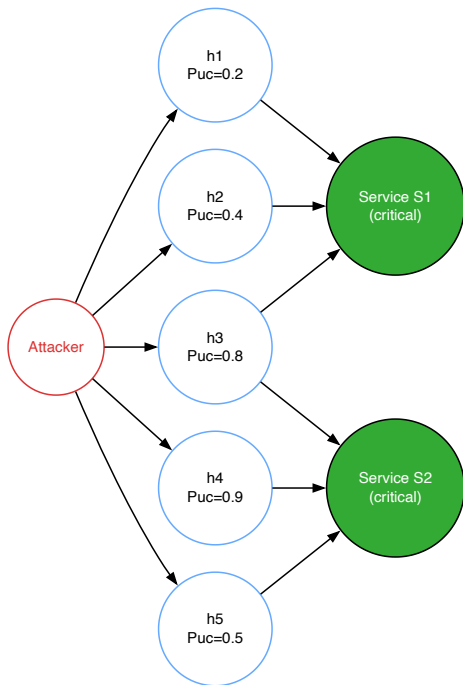 h1
Puc=0.2
h2
Puc=0.4
Service S1
(critical)
Attacker
h3
Puc=0.8
h4
Puc=0.9
Service S2
(critical)
h5
Puc=0.5